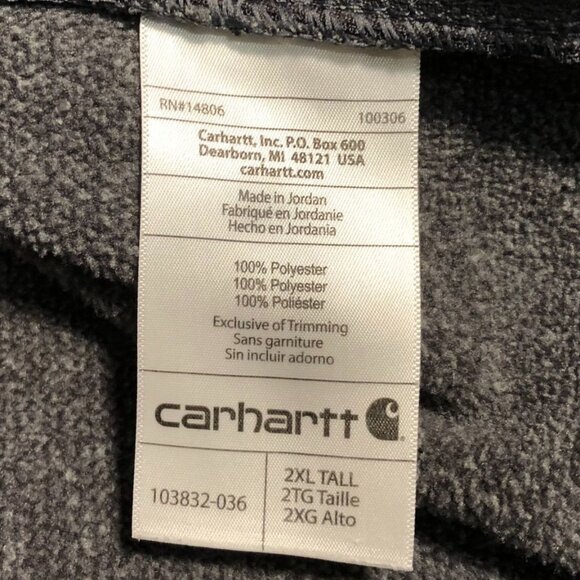 RN#14806 100306
Carhartt, Inc. P.O. Box 600
Dearborn, MI 48121 USA
carhartt.com
Made in Jordan
Fabriqué en Jordanie
Hecho en Jordania
100% Polyester
100% Polyester
100% Poliéster
Exclusive of Trimming
Sans garniture
Sin incluir adorno
carhartt
103832-036
2XL TALL
2TG Taille
2XG Alto